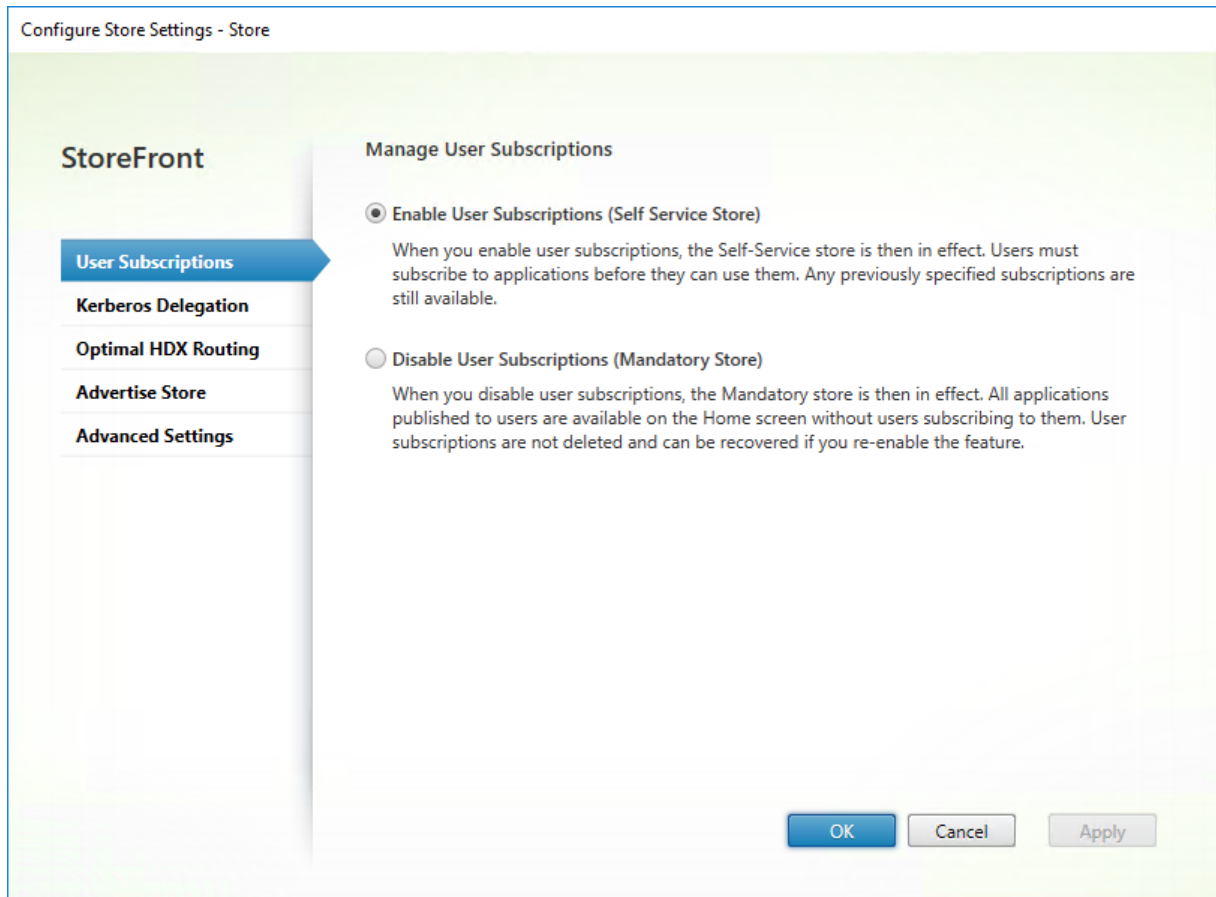 Configure Store Settings - Store
StoreFront
User Subscriptions
Kerberos Delegation
Optimal HDX Routing
Advertise Store
Advanced Settings
Manage User Subscriptions
Enable User Subscriptions (Self Service Store)
When you enable user subscriptions, the Self-Service store is then in effect. Users must
subscribe to applications before they can use them. Any previously specified subscriptions are
still available.
Disable User Subscriptions (Mandatory Store)
When you disable user subscriptions, the Mandatory store is then in effect. All applications
published to users are available on the Home screen without users subscribing to them. User
subscriptions are not deleted and can be recovered if you re-enable the feature.
OK
Cancel
Apply